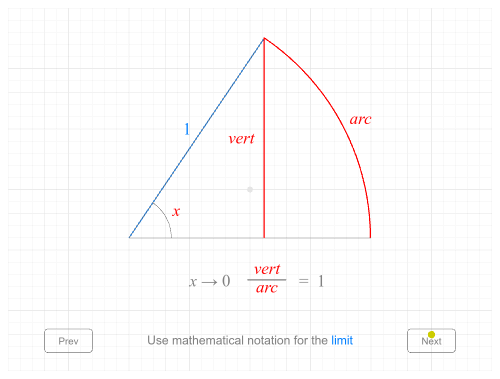 1
vert
arc
x
x → 0 vert/arc = 1
Prev
Use mathematical notation for the limit
Next